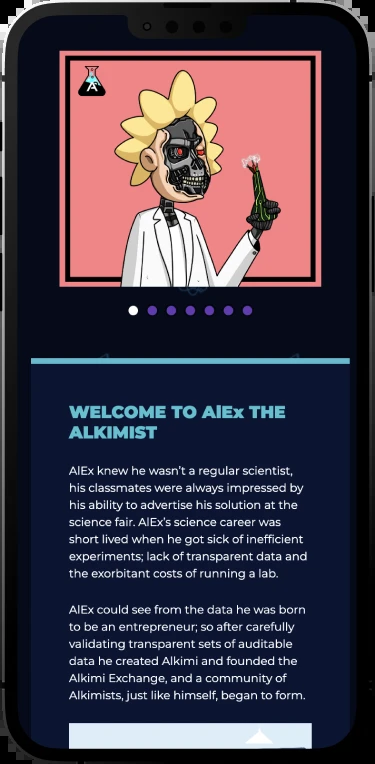 A
WELCOME TO AlEx THE
ALKIMIST
AlEx knew he wasn't a regular scientist,
his classmates were always impressed by
his ability to advertise his solution at the
science fair. AlEx's science career was
short lived when he got sick of inefficient
experiments; lack of transparent data and
the exorbitant costs of running a lab.
AlEx could see from the data he was born
to be an entrepreneur; so after carefully
validating transparent sets of auditable
data he created Alkimi and founded the
Alkimi Exchange, and a community of
Alkimists, just like himself, began to form.